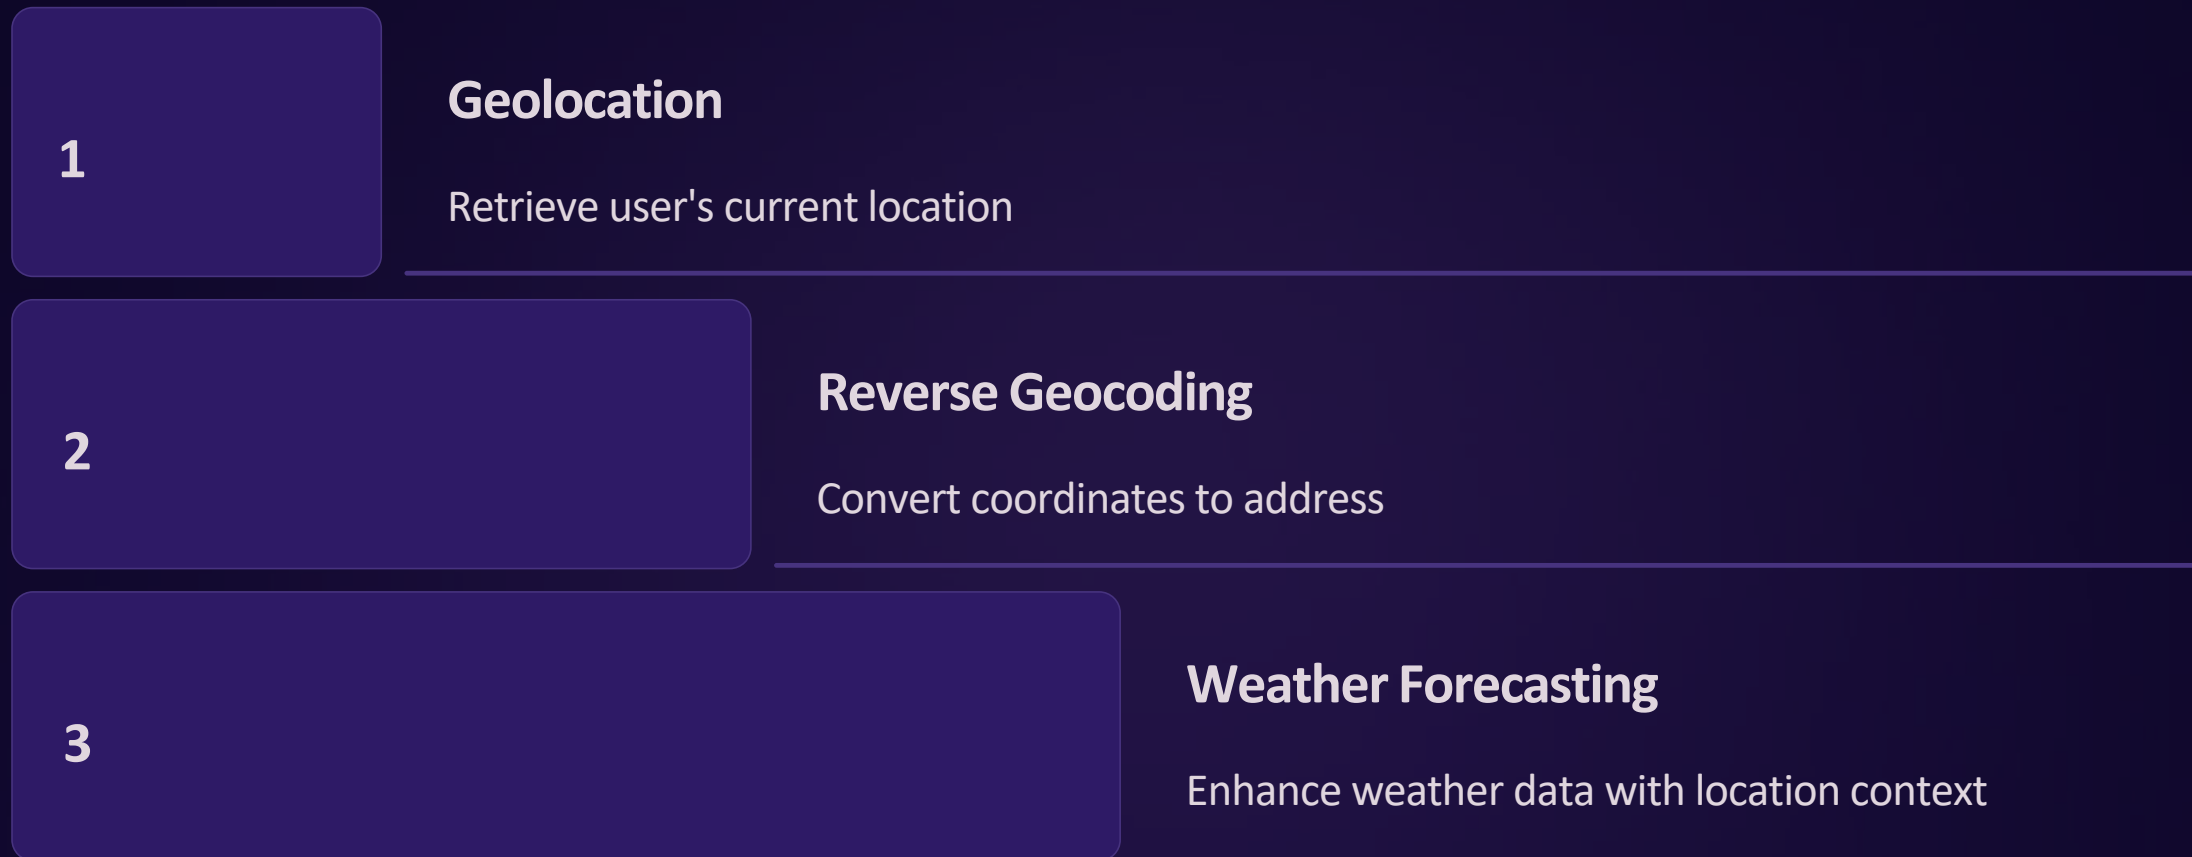 1
Geolocation
Retrieve user's current location
2
Reverse Geocoding
Convert coordinates to address
3
Weather Forecasting
Enhance weather data with location context